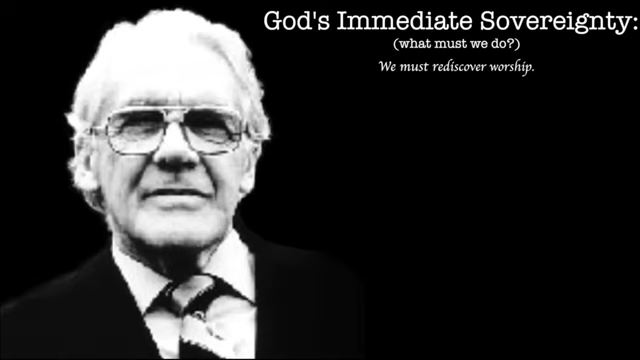 God's Immediate Sovereignty:
(what must we do?)
We must rediscover worship.